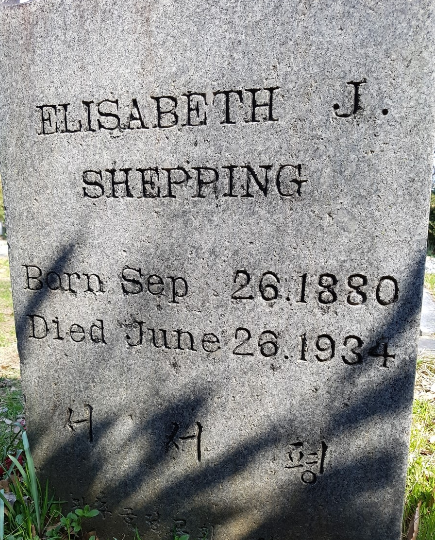 ELISABETH J.
SHEPPING
Born Sep 26.1880
Died June 26.1934
서 서 평